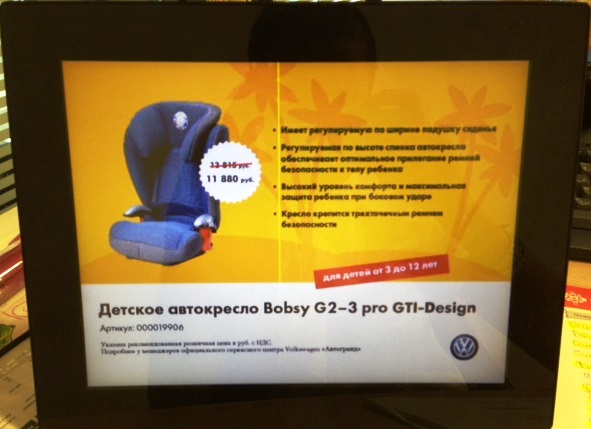 • Имеет регулируемую по ширине подушку сиденья
• Регулируемая по высоте спинка автокресла
обеспечивает оптимальное прилегание ремней
безопасности к телу ребенка
• Высокий уровень комфорта и максимальная
защита ребенка при боковом ударе
• Кресло крепится трехточечным ремнем
безопасности
13 815 руб.
11 880 руб.
для детей от 3 до 12 лет
Детское автокресло Bobsy G2–3 pro GTI-Design
Артикул: 000019906
Указана рекомендованная розничная цена в руб. с НДС.
Подробнее у менеджеров официального сервисного центра Volkswagen «Автогранд»